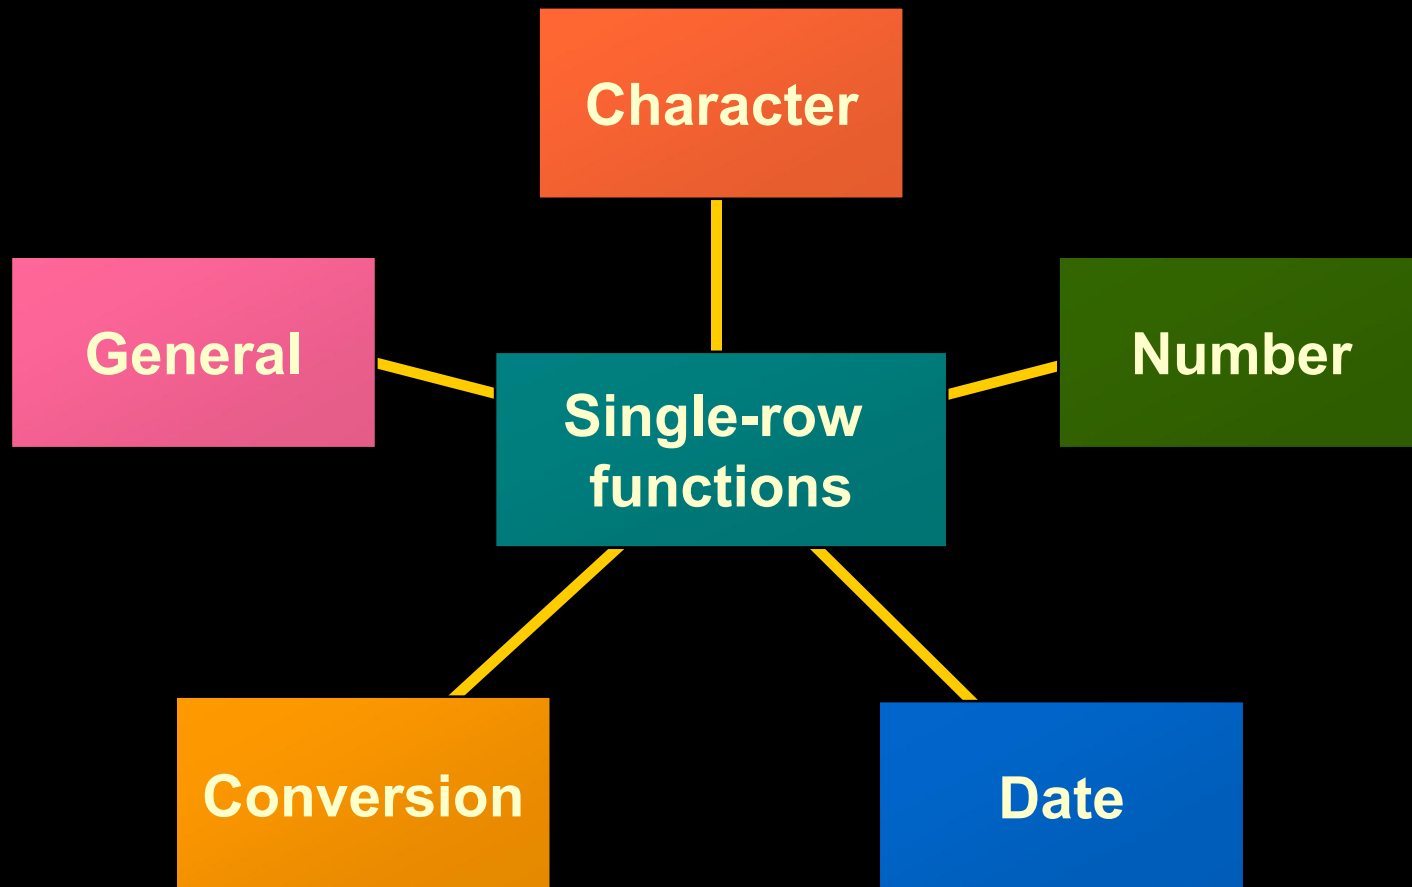 Character
General
Number
Single-row
functions
Conversion
Date